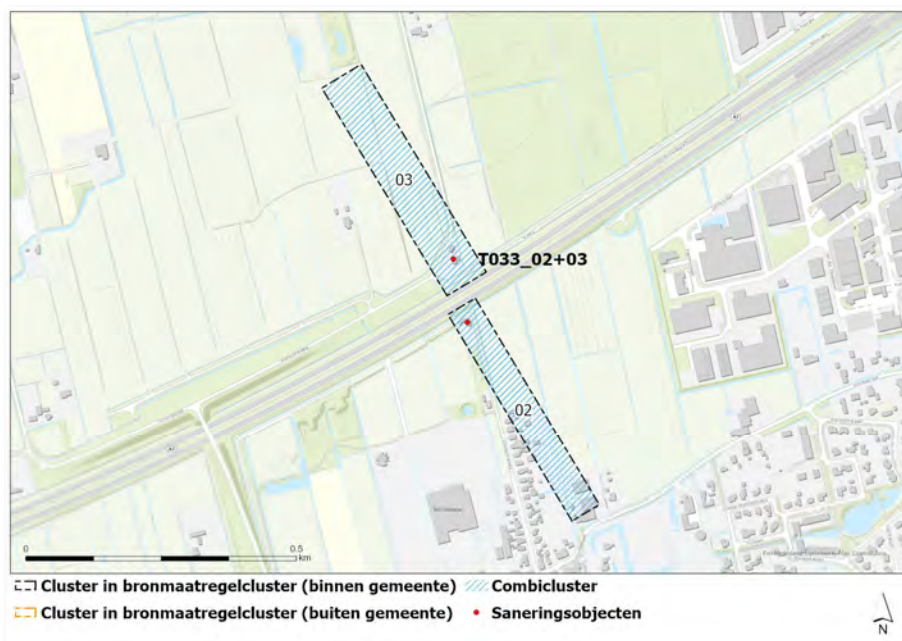 03
T033_02+03
02
0 0.5
km
Cluster in bronmaatregelcluster (binnen gemeente) Combicluster
Cluster in bronmaatregelcluster (buiten gemeente) Saneringsobjecten
N